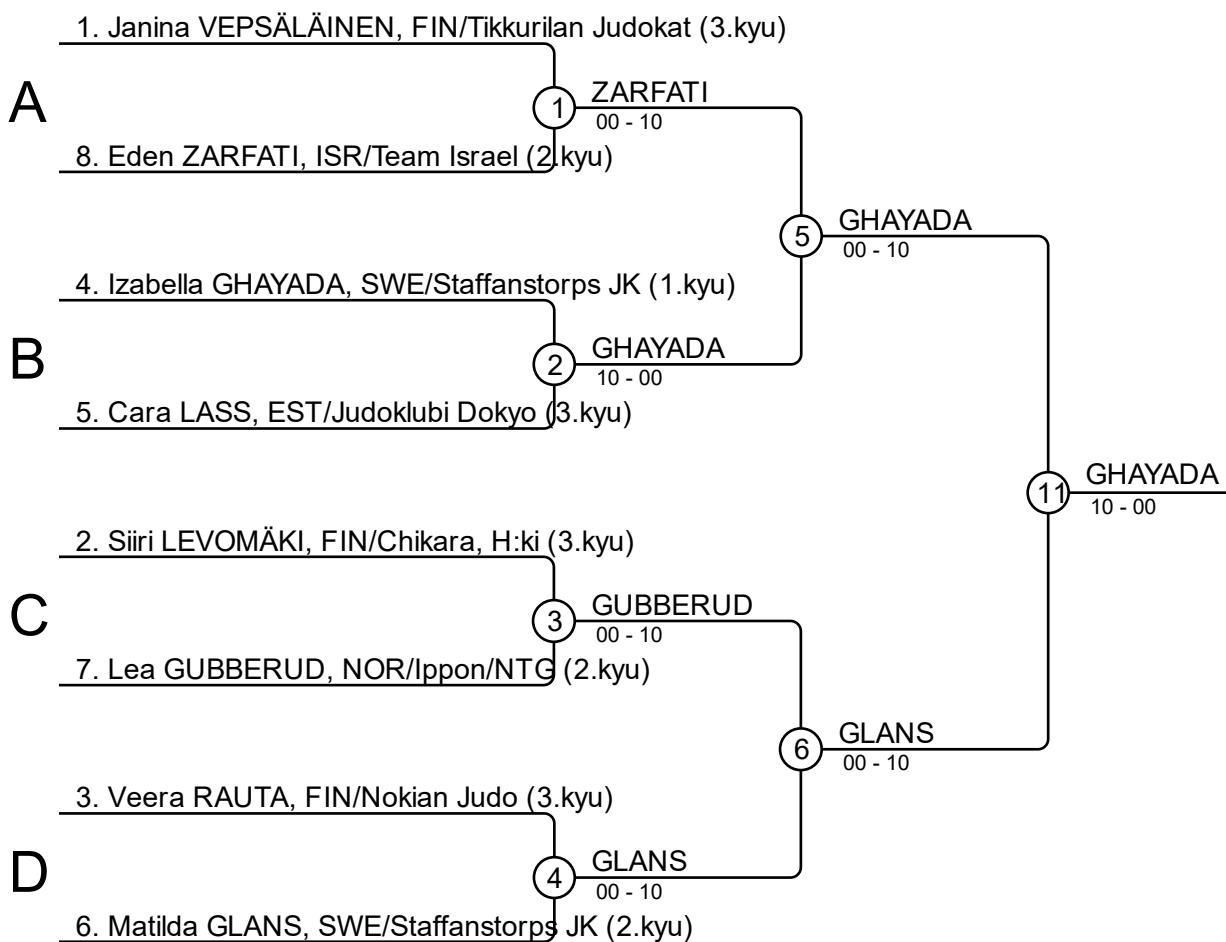 1. Janina VEPSÄLÄINEN, FIN/Tikkurilan Judokat (3.kyu)
A
1
ZARFATI
00 - 10
8. Eden ZARFATI, ISR/Team Israel (2.kyu)
5
GHAYADA
00 - 10
4. Izabella GHAYADA, SWE/Staffanstorps JK (1.kyu)
B
2
GHAYADA
10 - 00
5. Cara LASS, EST/Judoklubi Dokyo (3.kyu)
11
GHAYADA
10 - 00
2. Siiri LEVOMÄKI, FIN/Chikara, H:ki (3.kyu)
C
3
GUBBERUD
00 - 10
7. Lea GUBBERUD, NOR/Ippon/NTG (2.kyu)
6
GLANS
00 - 10
3. Veera RAUTA, FIN/Nokian Judo (3.kyu)
D
4
GLANS
00 - 10
6. Matilda GLANS, SWE/Staffanstorps JK (2.kyu)